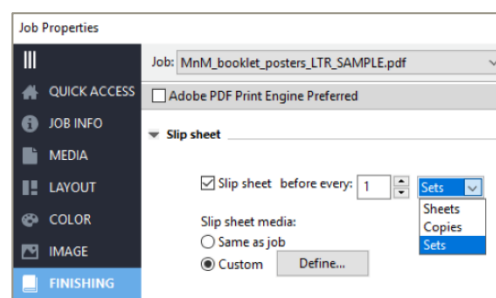 Job Properties
Job: MnM_booklet_posters_LTR_SAMPLE.pdf
QUICK ACCESS
Adobe PDF Print Engine Preferred
JOB INFO
Slip sheet
MEDIA
LAYOUT
Slip sheet before every: 1 Sets
Sheets
Copies
Sets
COLOR
Slip sheet media:
Same as job
IMAGE
Custom Define...
FINISHING